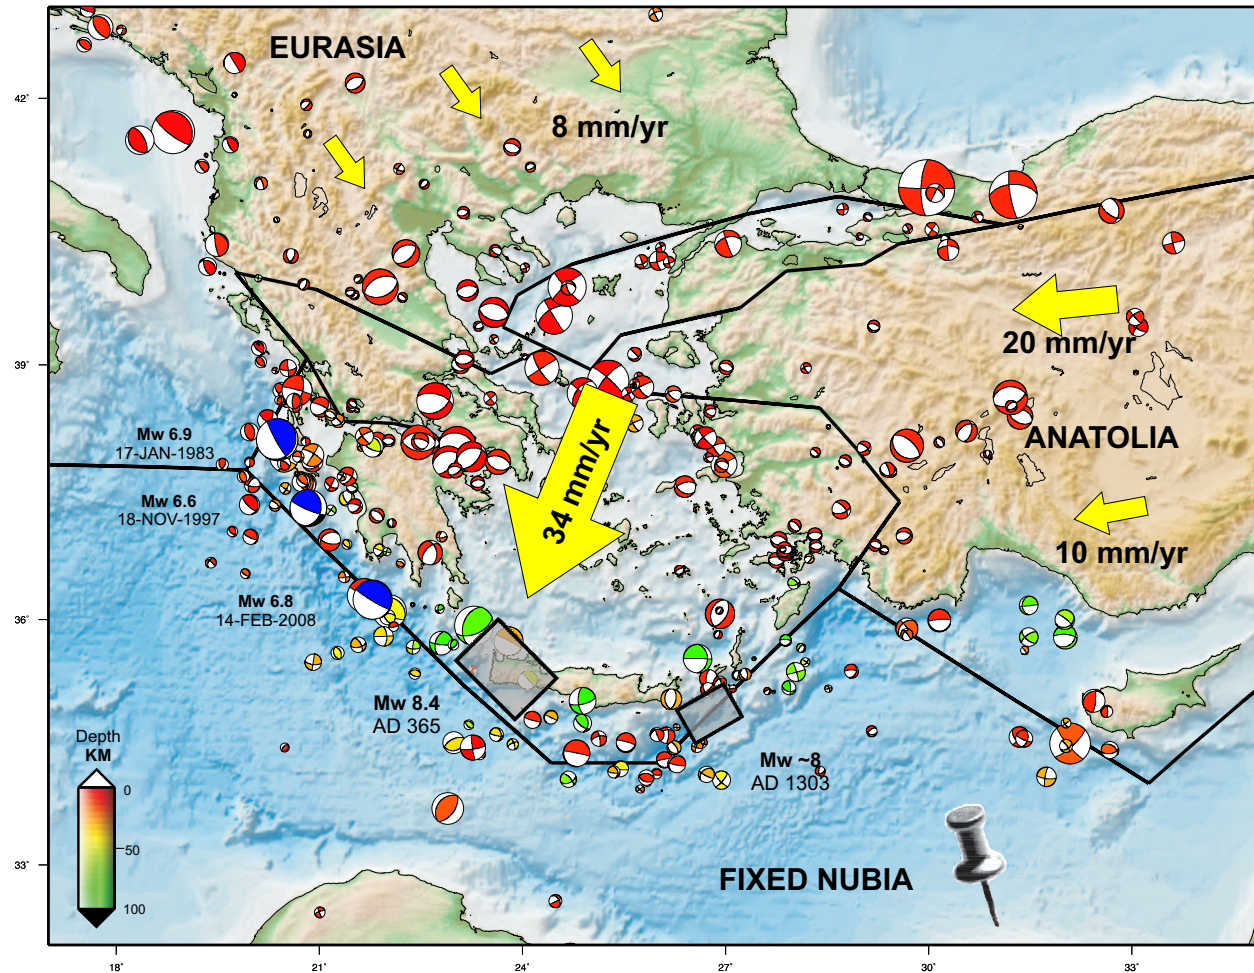 EURASIA
42°
8 mm/yr
20 mm/yr
39°
ANATOLIA
Mw 6.9
17-JAN-1983
34 mm/yr
Mw 6.6
18-NOV-1997
10 mm/yr
Mw 6.8
14-FEB-2008
36°
Mw 8.4
AD 365
Depth
KM
0
50
100
Mw ~8
AD 1303
33°
FIXED NUBIA
18°
21°
24°
27°
30°
33°